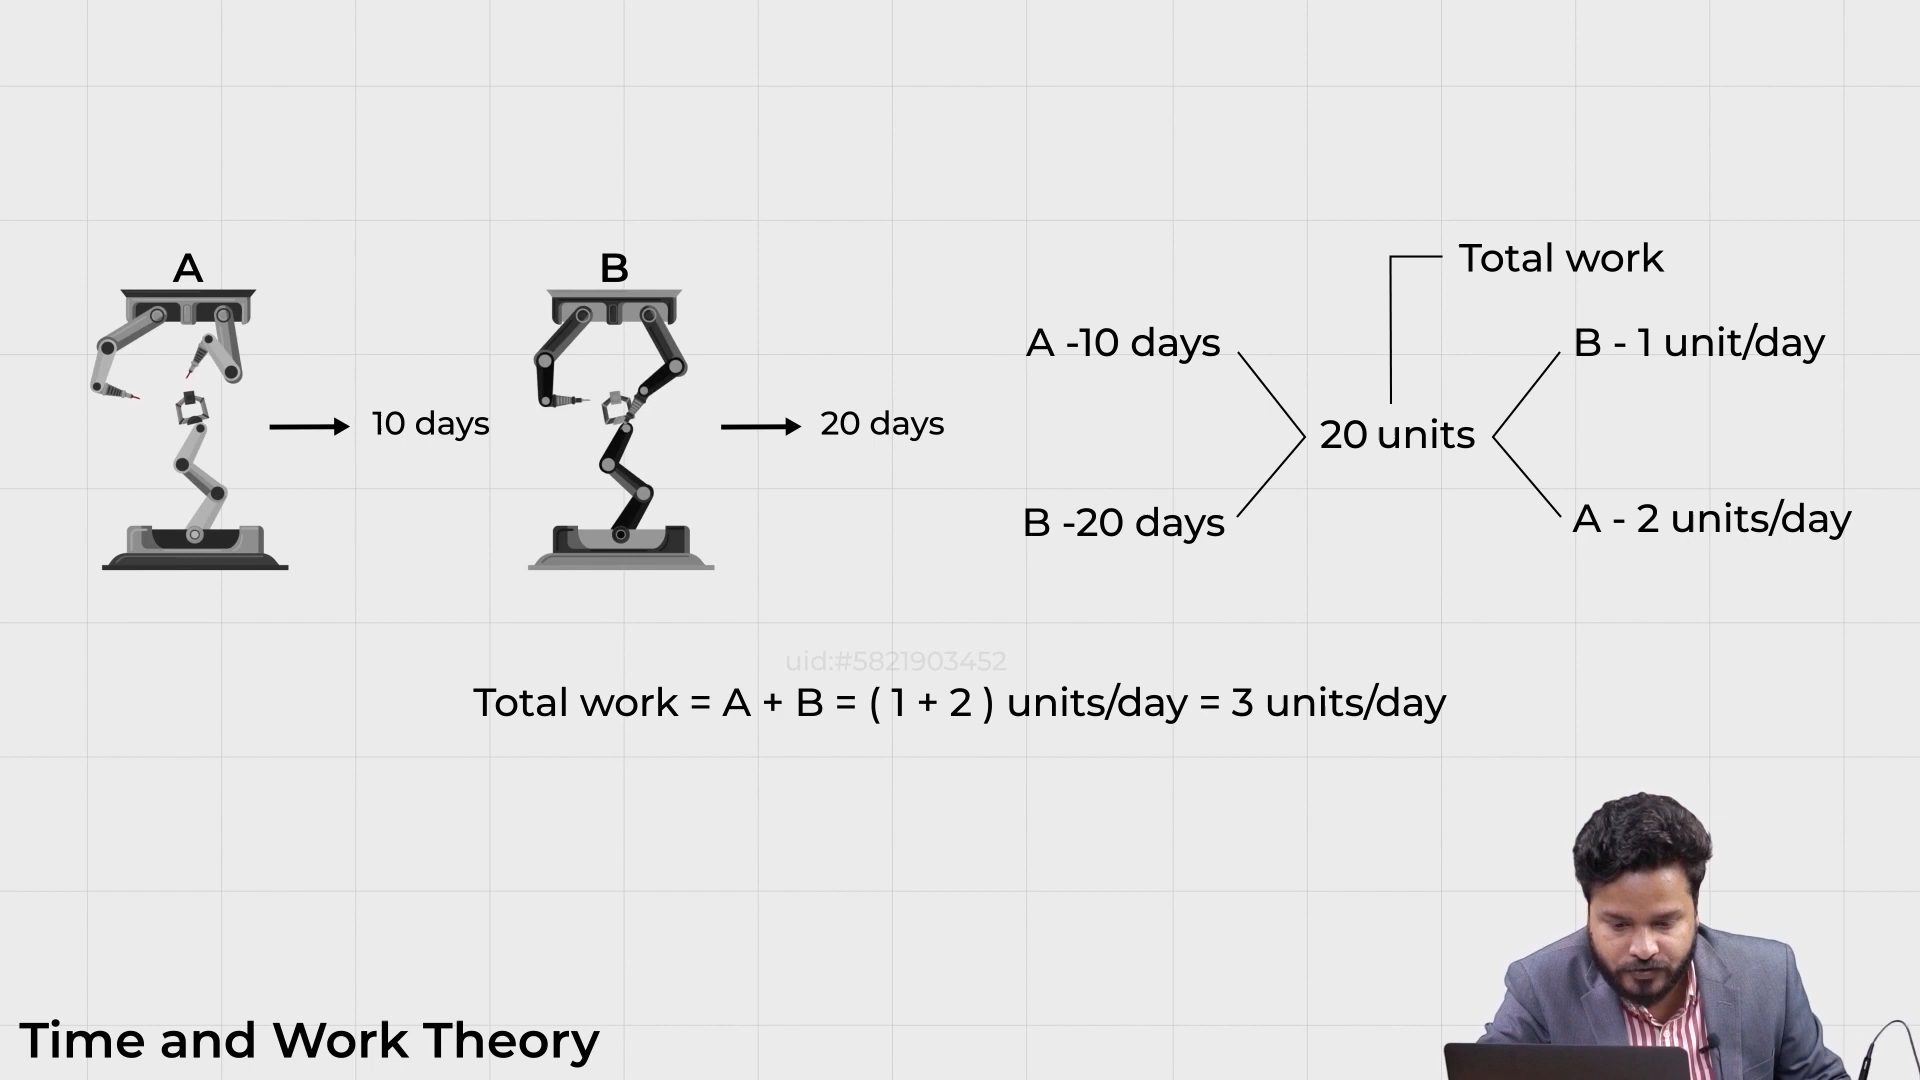 A
B
10 days
20 days
Total work
A -10 days
B - 1 unit/day
20 units
B -20 days
A - 2 units/day
uid:#5821903452
Total work = A + B = ( 1 + 2 ) units/day = 3 units/day
Time and Work Theory